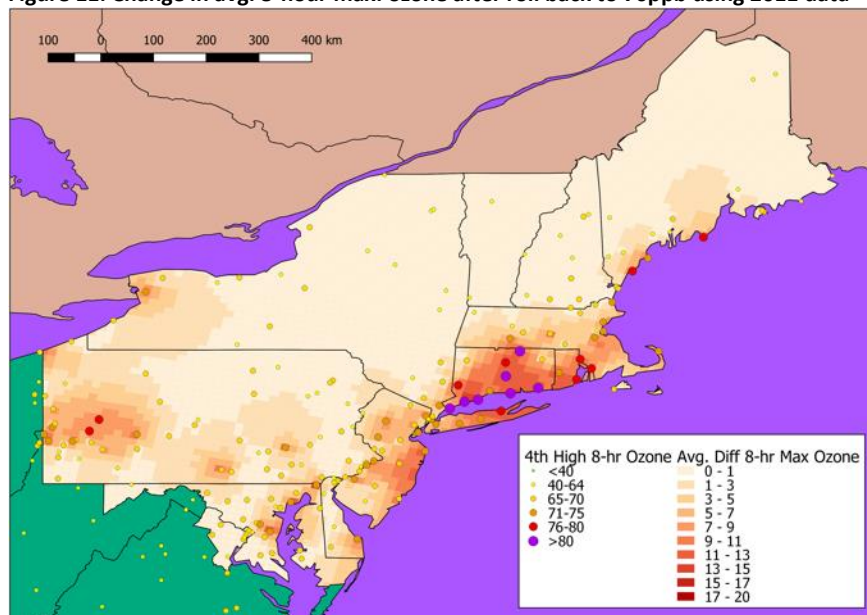 Figure Change in avg. 8-hour max. ozone after roll back to 70ppb using data
100 0 100 200 300 400 km
4th High 8-hr Ozone Avg. Diff 8-hr Max Ozone
<40 0 - 1
40-64 1 - 3
65-70 3 - 5
71-75 5 - 7
76-80 7 - 9
>80 9 - 11
11 - 13
13 - 15
15 - 17
17 - 20